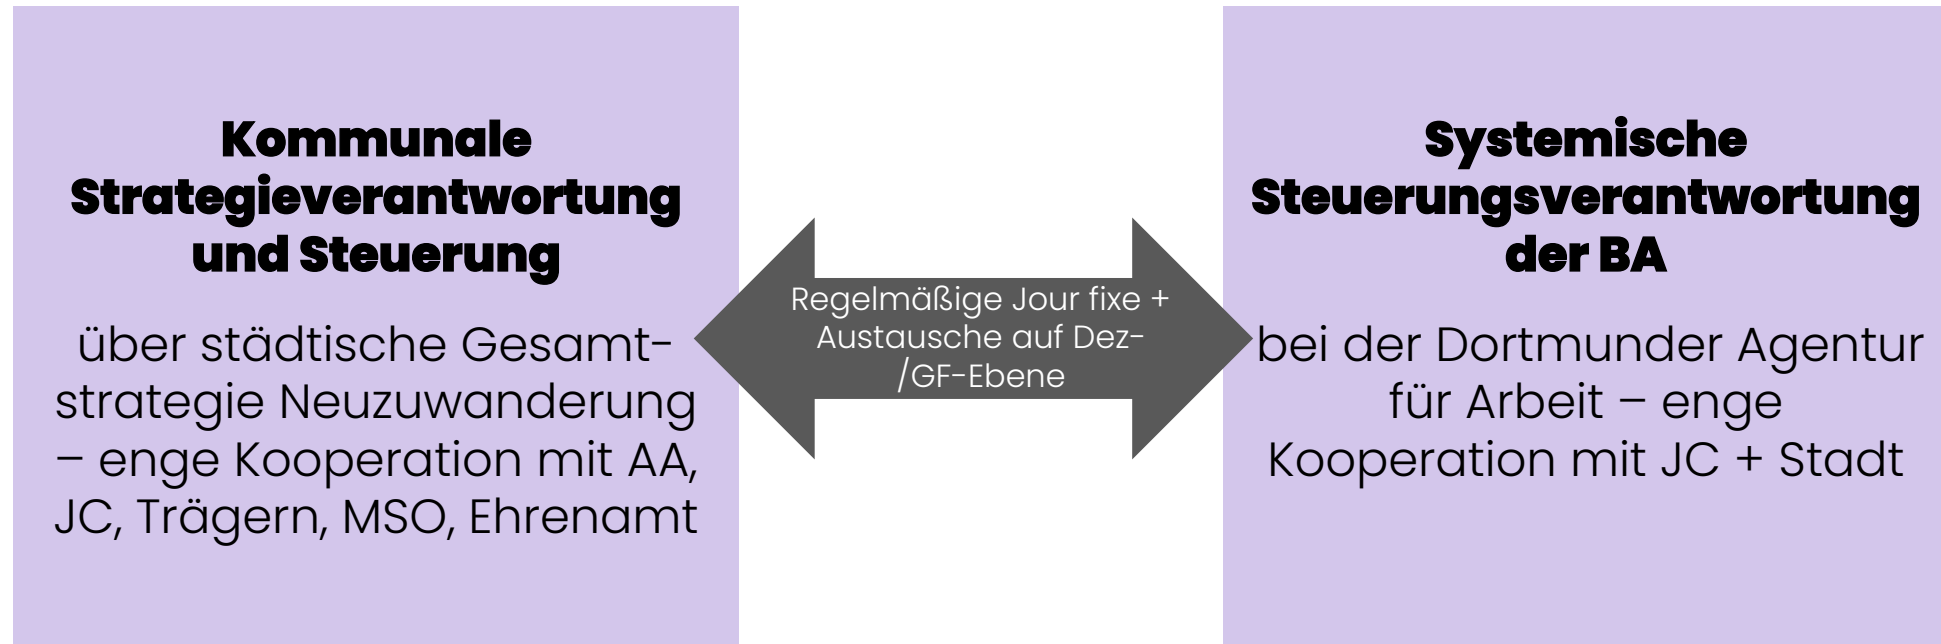 Kommunale
Strategieverantwortung
und Steuerung
über städtische Gesamt-
strategie Neuzuwanderung
– enge Kooperation mit AA,
JC, Trägern, MSO, Ehrenamt
Regelmäßige Jour fixe +
Austausche auf Dez-
/GF-Ebene
Systemische
Steuerungsverantwortung
der BA
bei der Dortmunder Agentur
für Arbeit – enge
Kooperation mit JC + Stadt